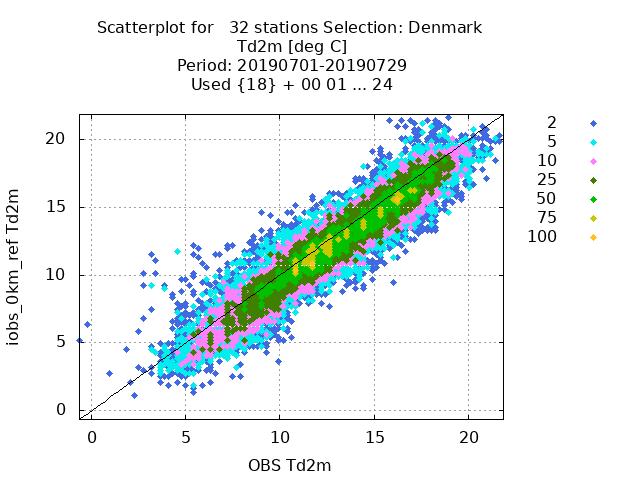 Scatterplot for   32 stations Selection: Denmark
Td2m [deg C]
Period: 20190701-20190729
Used {18} + 00 01 ... 24
2
5
10
25
50
75
100
20
15
10
5
0
iobs_0km_ref Td2m
0 5 10 15 20
OBS Td2m